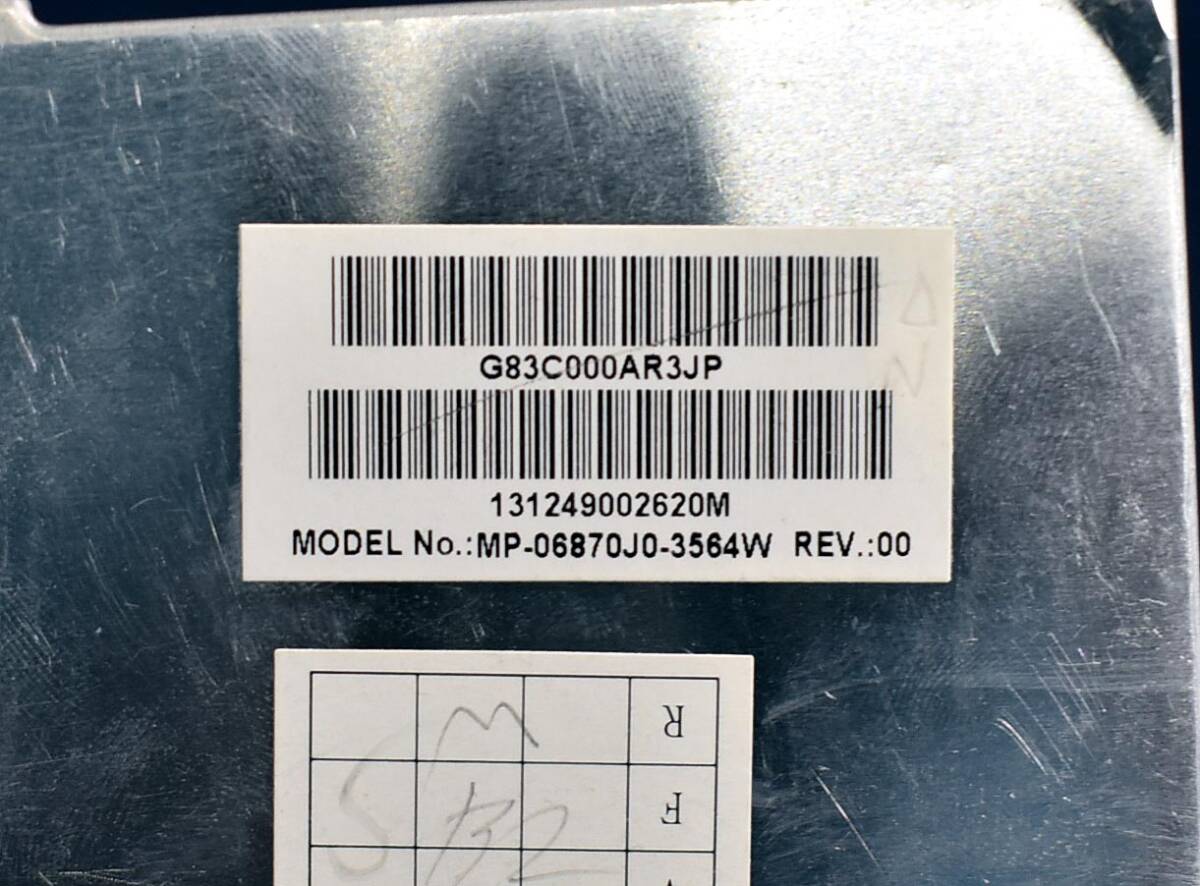 G83C000AR3JP
131249002620M
MODEL No.:MP-06870J0-3564W REV.:00
R
F